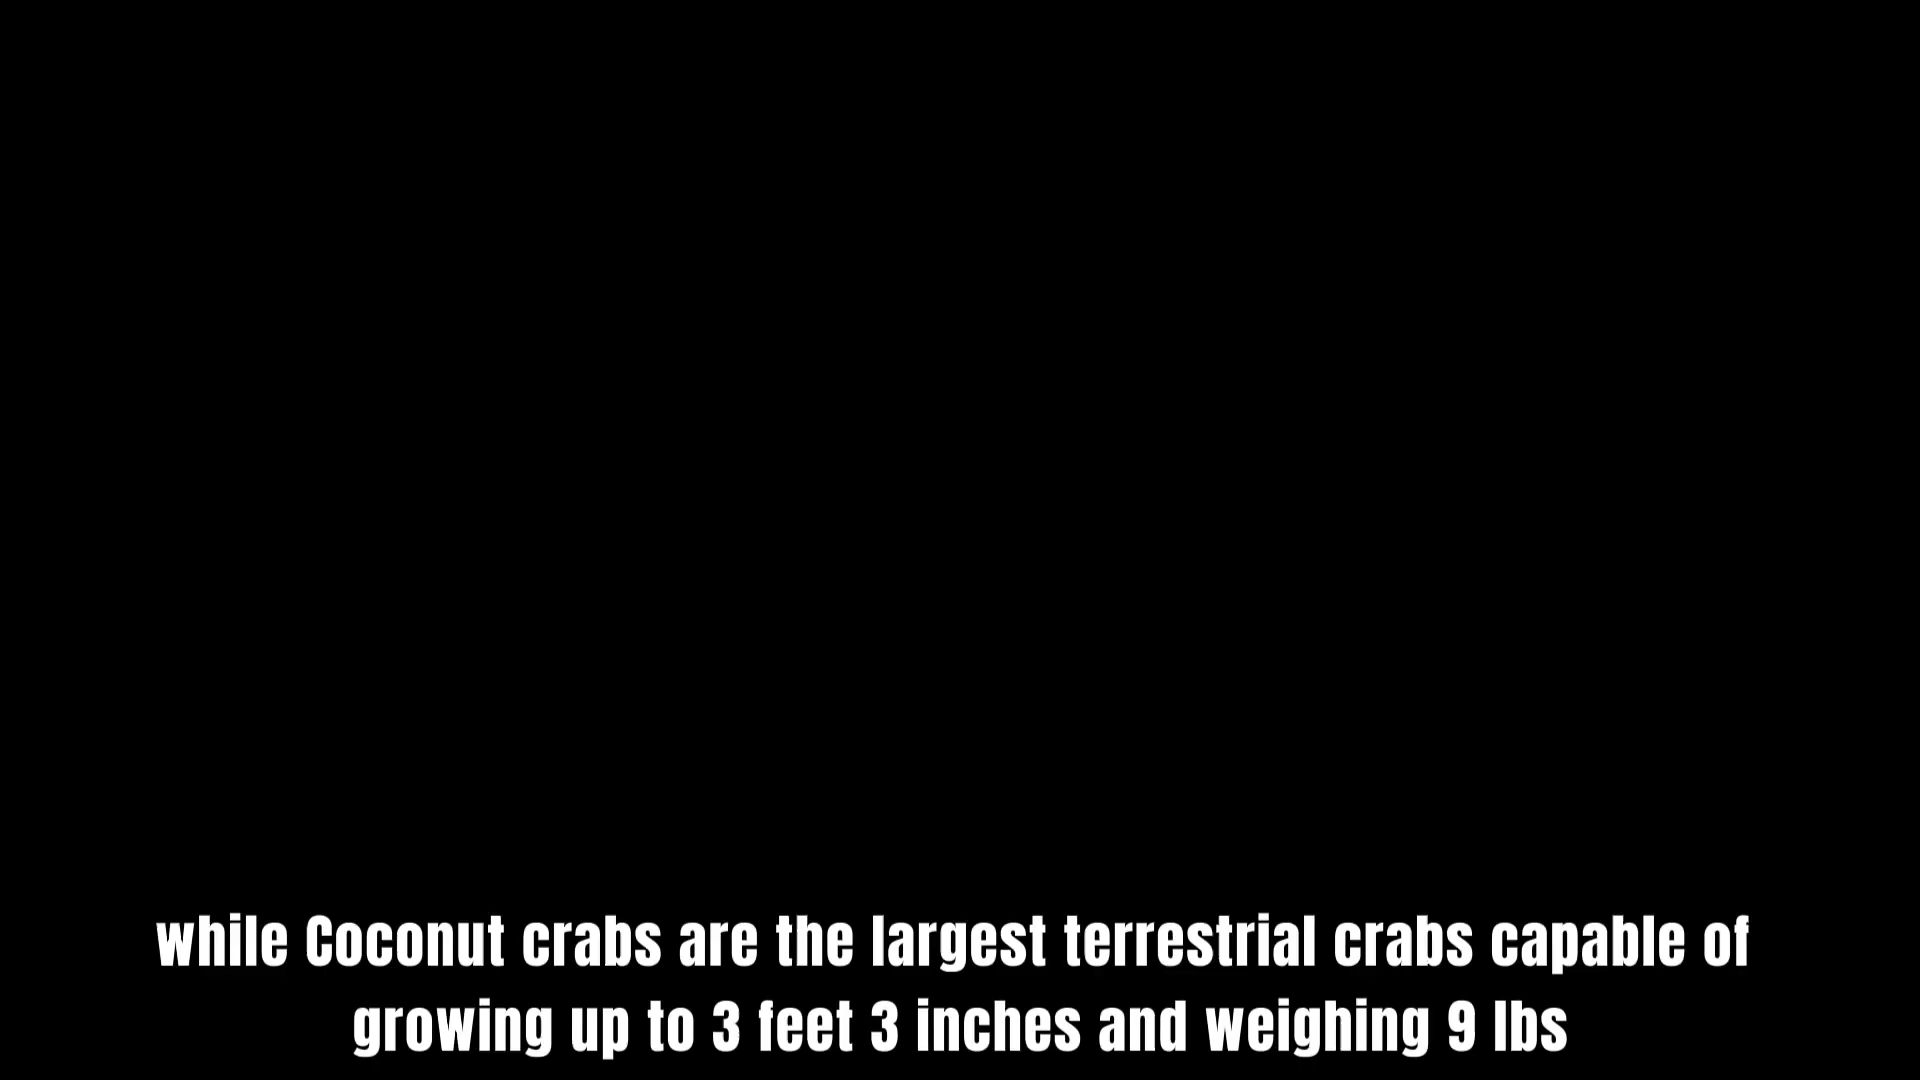 while Coconut crabs are the largest terrestrial crabs capable of
growing up to 3 feet 3 inches and weighing 9 lbs